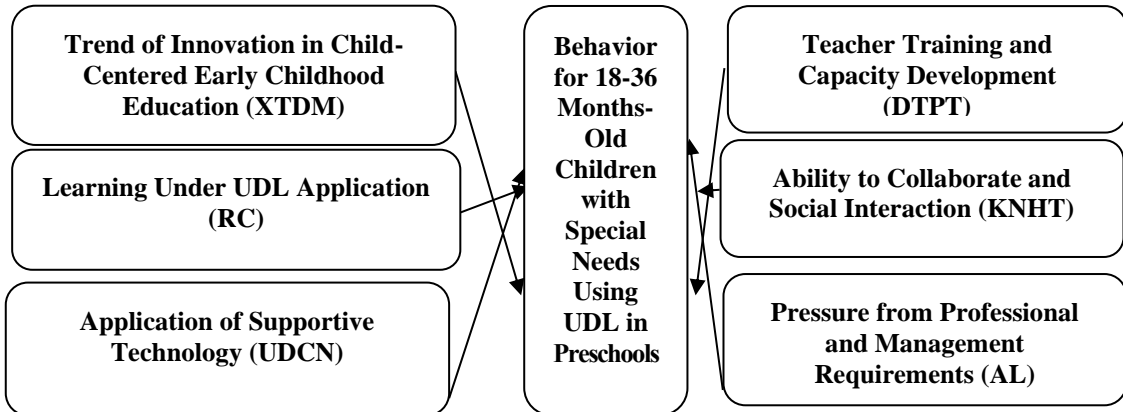 Trend of Innovation in Child-
Centered Early Childhood
Education (XTDM)
Learning Under UDL Application
(RC)
Application of Supportive
Technology (UDCN)
Behavior
for 18-36
Months-
Old
Children
with
Special
Needs
Using
UDL in
Preschools
Teacher Training and
Capacity Development
(DTPT)
Ability to Collaborate and
Social Interaction (KNHT)
Pressure from Professional
and Management
Requirements (AL)